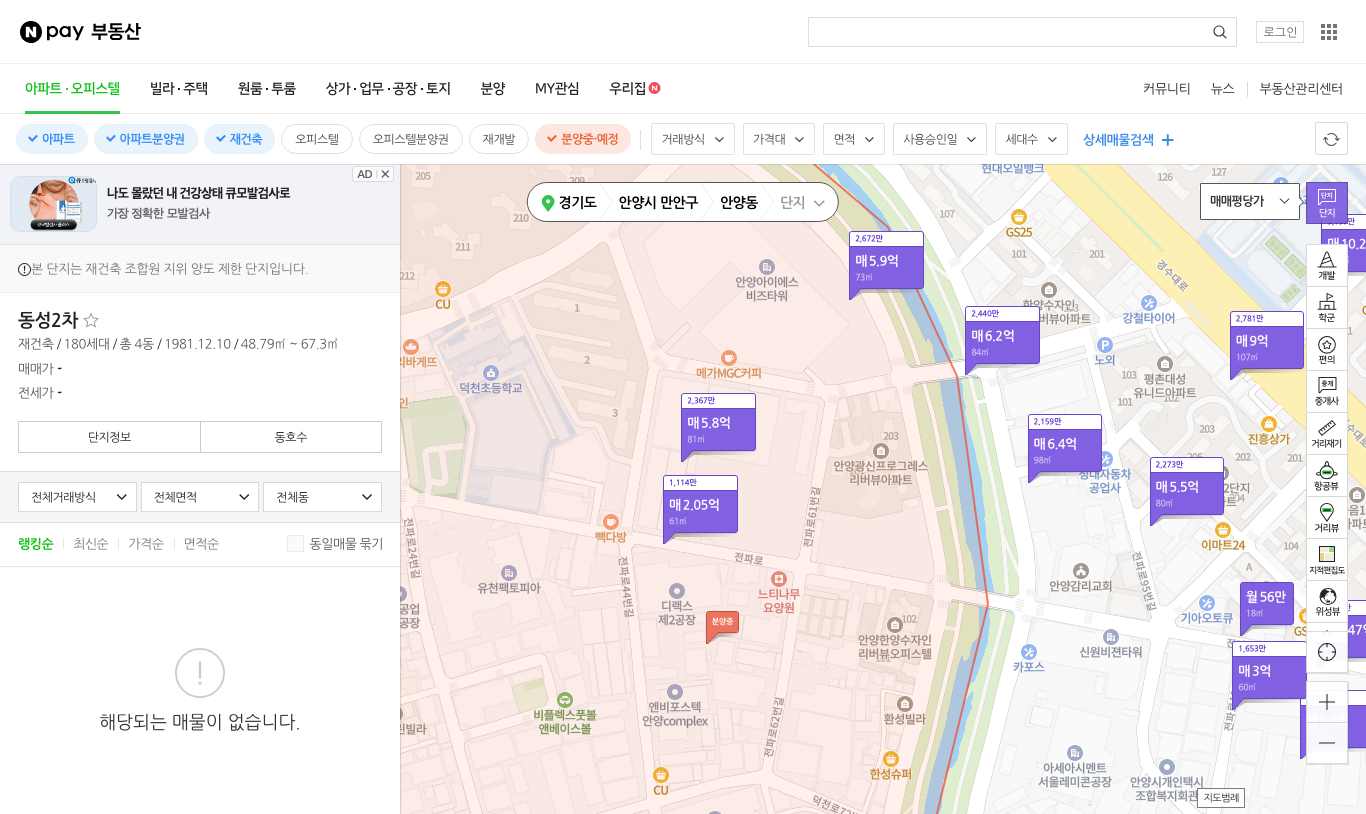 N pay 부동산
로그인
아파트 · 오피스텔
빌라 · 주택
원룸 · 투룸
상가 · 업무 · 공장 · 토지
분양
MY관심
우리집 N
커뮤니티
뉴스
부동산관리센터
아파트
아파트분양권
재건축
오피스텔
오피스텔분양권
재개발
분양중·예정
거래방식
가격대
면적
사용승인일
세대수
상세매물검색
AD
나도 몰랐던 내 건강상태 큐모발검사로
가장 정확한 모발검사
본 단지는 재건축 조합원 지위 양도 제한 단지입니다.
동성2차
재건축 / 180세대 / 총 4동 / 1981.12.10 / 48.79㎡ ~ 67.3㎡
매매가 -
전세가 -
단지정보
동호수
전체거래방식
전체면적
전체동
랭킹순
최신순
가격순
면적순
동일매물 묶기
해당되는 매물이 없습니다.
경기도
안양시 만안구
안양동
단지
매매평당가
단지
단지
현대오일뱅크
205
209
210
211
212
126
127
107
103
GS25
201
101
경수대로
2,672만
매 5.9억
73㎡
매 10.2
안양아이에스
비즈타워
CU
한양수자인
리버뷰아파트
강철타이어
2,440만
매 6.2억
84㎡
2,781만
매 9억
107㎡
노외
1
2
3
리바게뜨
덕천초등학교
메가MGC커피
103
평촌대성
유니드아파트
101
2,367만
매 5.8억
81㎡
2,159만
매 6.4억
98㎡
203
202
201
진흥상가
안양광신프로그레스
리버뷰아파트
정대자동차
공업사
2,273만
매 5.5억
80㎡
2단지
1,114만
매 2.05억
61㎡
빽다방
전파로24번길
전파로61번길
전파로
이마트24
104
101
A
유천팩토피아
전파로44번길
디랙스
제2공장
느티나무
요양원
분양중
안양감리교회
전파로95번길
기아오토큐
월 56만
18㎡
공업
공장
안양한양수자인
리버뷰오피스텔
신원비젼타워
카포스
1,653만
매 3억
60㎡
진빌라
비플렉스풋볼
앤베이스볼
엔비포스텍
안양complex
전파로62번길
환성빌라
한성슈퍼
CU
아세아시멘트
서울레미콘공장
안양시개인택시
조합복지회관
지도범례
개발
학군
편의
중개
중개사
거리재기
항공뷰
거리뷰
지적편집도
위성뷰